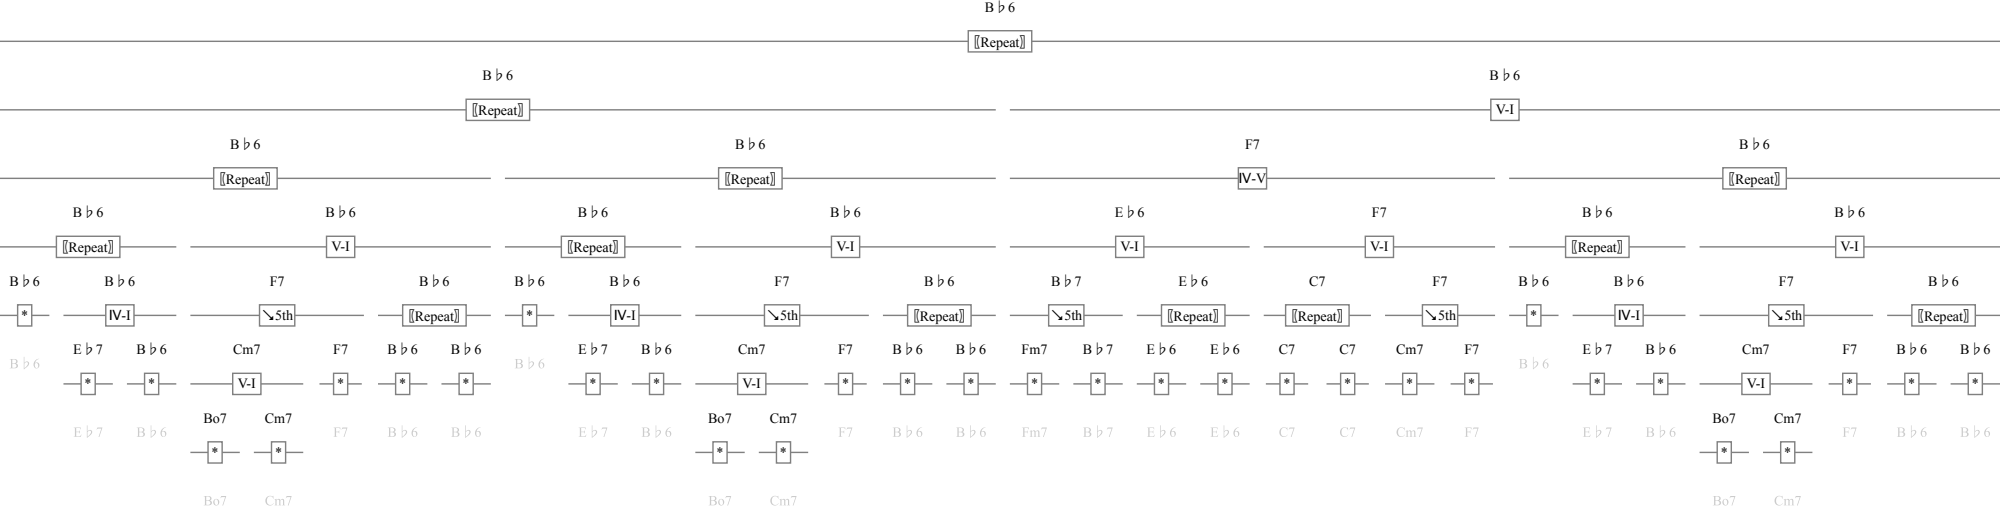 B♭6
⟦Repeat⟧
B♭6 B♭6
⟦Repeat⟧ V-I
B♭6 B♭6 F7 B♭6
⟦Repeat⟧ ⟦Repeat⟧ Ⅳ-V ⟦Repeat⟧
B♭6 B♭6 B♭6 B♭6 E♭6 F7 B♭6 B♭6
⟦Repeat⟧ V-I ⟦Repeat⟧ V-I V-I V-I ⟦Repeat⟧ V-I
B♭6 B♭6 F7 B♭6 B♭6 B♭6 F7 B♭6 B♭7 E♭6 C7 F7 B♭6 B♭6 F7 B♭6
* Ⅳ-I ↘5th ⟦Repeat⟧ * Ⅳ-I ↘5th ⟦Repeat⟧ ↘5th ⟦Repeat⟧ ⟦Repeat⟧ ↘5th * Ⅳ-I ↘5th ⟦Repeat⟧
E♭7 B♭6 Cm7 F7 B♭6 B♭6 E♭7 B♭6 Cm7 F7 B♭6 B♭6 Fm7 B♭7 E♭6 E♭6 C7 C7 Cm7 F7 E♭7 B♭6 Cm7 F7 B♭6 B♭6
B♭6 B♭6 B♭6
* * V-I * * * * * V-I * * * * * * * * * * * * * V-I * * *
Bo7 Cm7 Bo7 Cm7 Bo7 Cm7
E♭7 B♭6 F7 B♭6 B♭6 E♭7 B♭6 F7 B♭6 B♭6 Fm7 B♭7 E♭6 E♭6 C7 C7 Cm7 F7 E♭7 B♭6 F7 B♭6 B♭6
* * * * * *
Bo7 Cm7 Bo7 Cm7 Bo7 Cm7